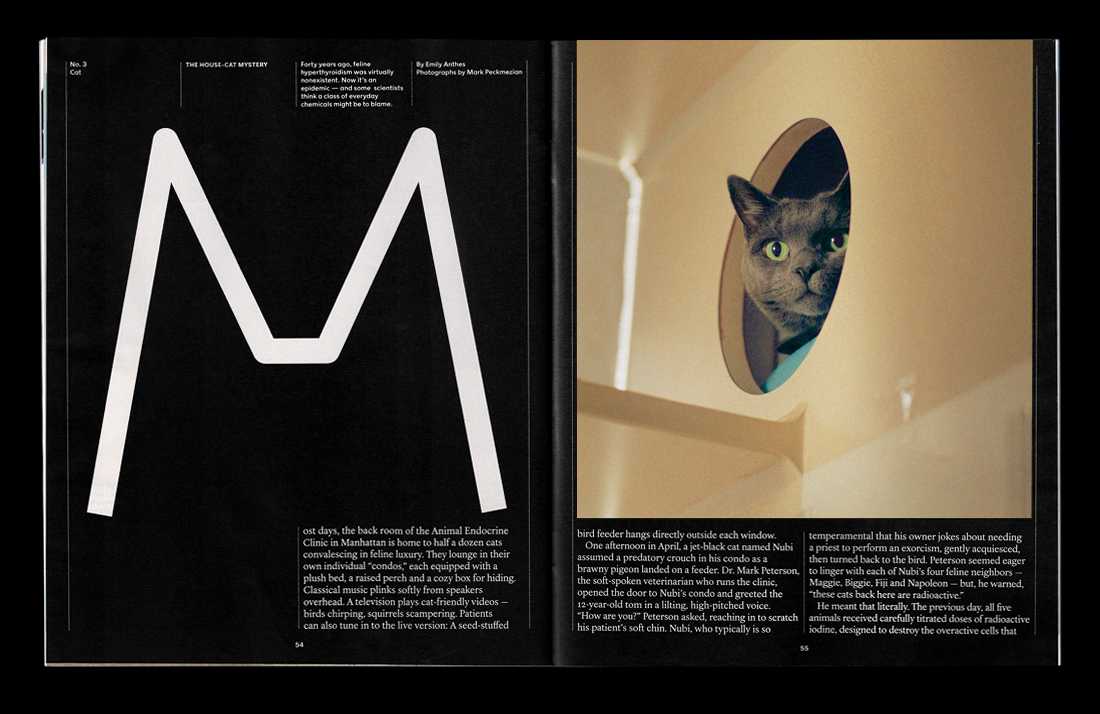 No. 3
Cat
THE HOUSE-CAT MYSTERY
Forty years ago, feline
hyperthyroidism was virtually
nonexistent. Now it's an
epidemic — and some scientists
think a class of everyday
chemicals might be to blame.
By Emily Anthes
Photographs by Mark Peckmezian
M
ost days, the back room of the Animal Endocrine
Clinic in Manhattan is home to half a dozen cats
convalescing in feline luxury. They lounge in their
own individual “condos,” each equipped with a
plush bed, a raised perch and a cozy box for hiding.
Classical music plinks softly from speakers
overhead. A television plays cat-friendly videos —
birds chirping, squirrels scampering. Patients
can also tune in to the live version: A seed-stuffed
54
bird feeder hangs directly outside each window.
One afternoon in April, a jet-black cat named Nubi
assumed a predatory crouch in his condo as a
brawny pigeon landed on a feeder. Dr. Mark Peterson,
the soft-spoken veterinarian who runs the clinic,
opened the door to Nubi’s condo and greeted the
12-year-old tom in a lilting, high-pitched voice.
“How are you?” Peterson asked, reaching in to scratch
his patient’s soft chin. Nubi, who typically is so
temperamental that his owner jokes about needing
a priest to perform an exorcism, gently acquiesced,
then turned back to the bird. Peterson seemed eager
to linger with each of Nubi’s four feline neighbors —
Maggie, Biggie, Fiji and Napoleon — but, he warned,
“these cats back here are radioactive.”
He meant that literally. The previous day, all five
animals received carefully titrated doses of radioactive
iodine, designed to destroy the overactive cells that
55